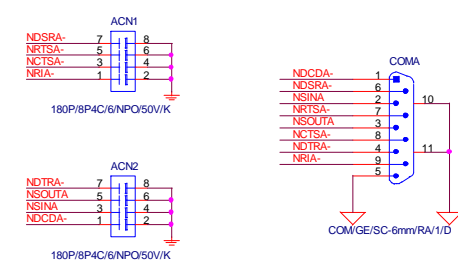 ACN1
NDSRA- 7 8
NRTSA- 5 6
NCTSA- 3 4
NRIA- 1 2
180P/8P4C/6/NPO/50V/K
ACN2
NDTRA- 7 8
NSOUTA 5 6
NSINA 3 4
NDCDA- 1 2
180P/8P4C/6/NPO/50V/K
COMA
NDCDA- 1
NDSRA- 6
NSINA 2
NRTSA- 7
NSOUTA 3
NCTSA- 8
NDTRA- 4
NRIA- 9
5
10
11
COM/GE/SC-6mm/RA/1/D